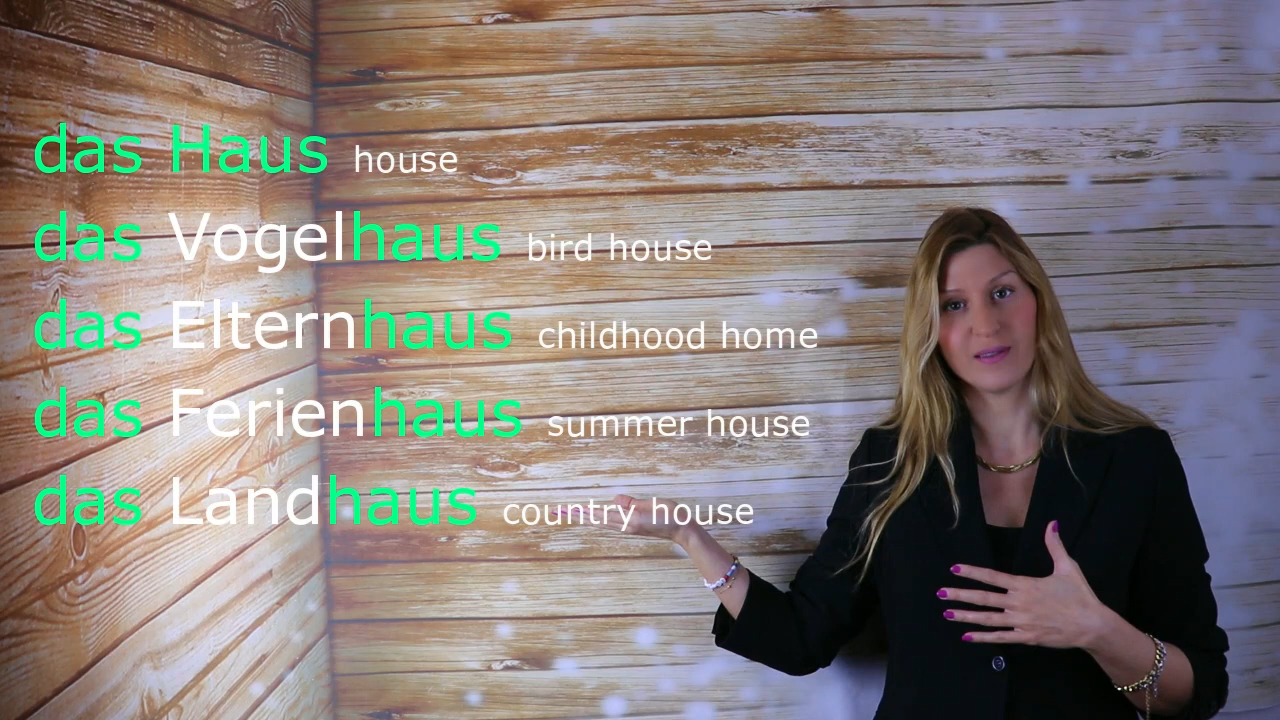 das Haus house
das Vogelhaus bird house
das Elternhaus childhood home
das Ferienhaus summer house
das Landhaus country house